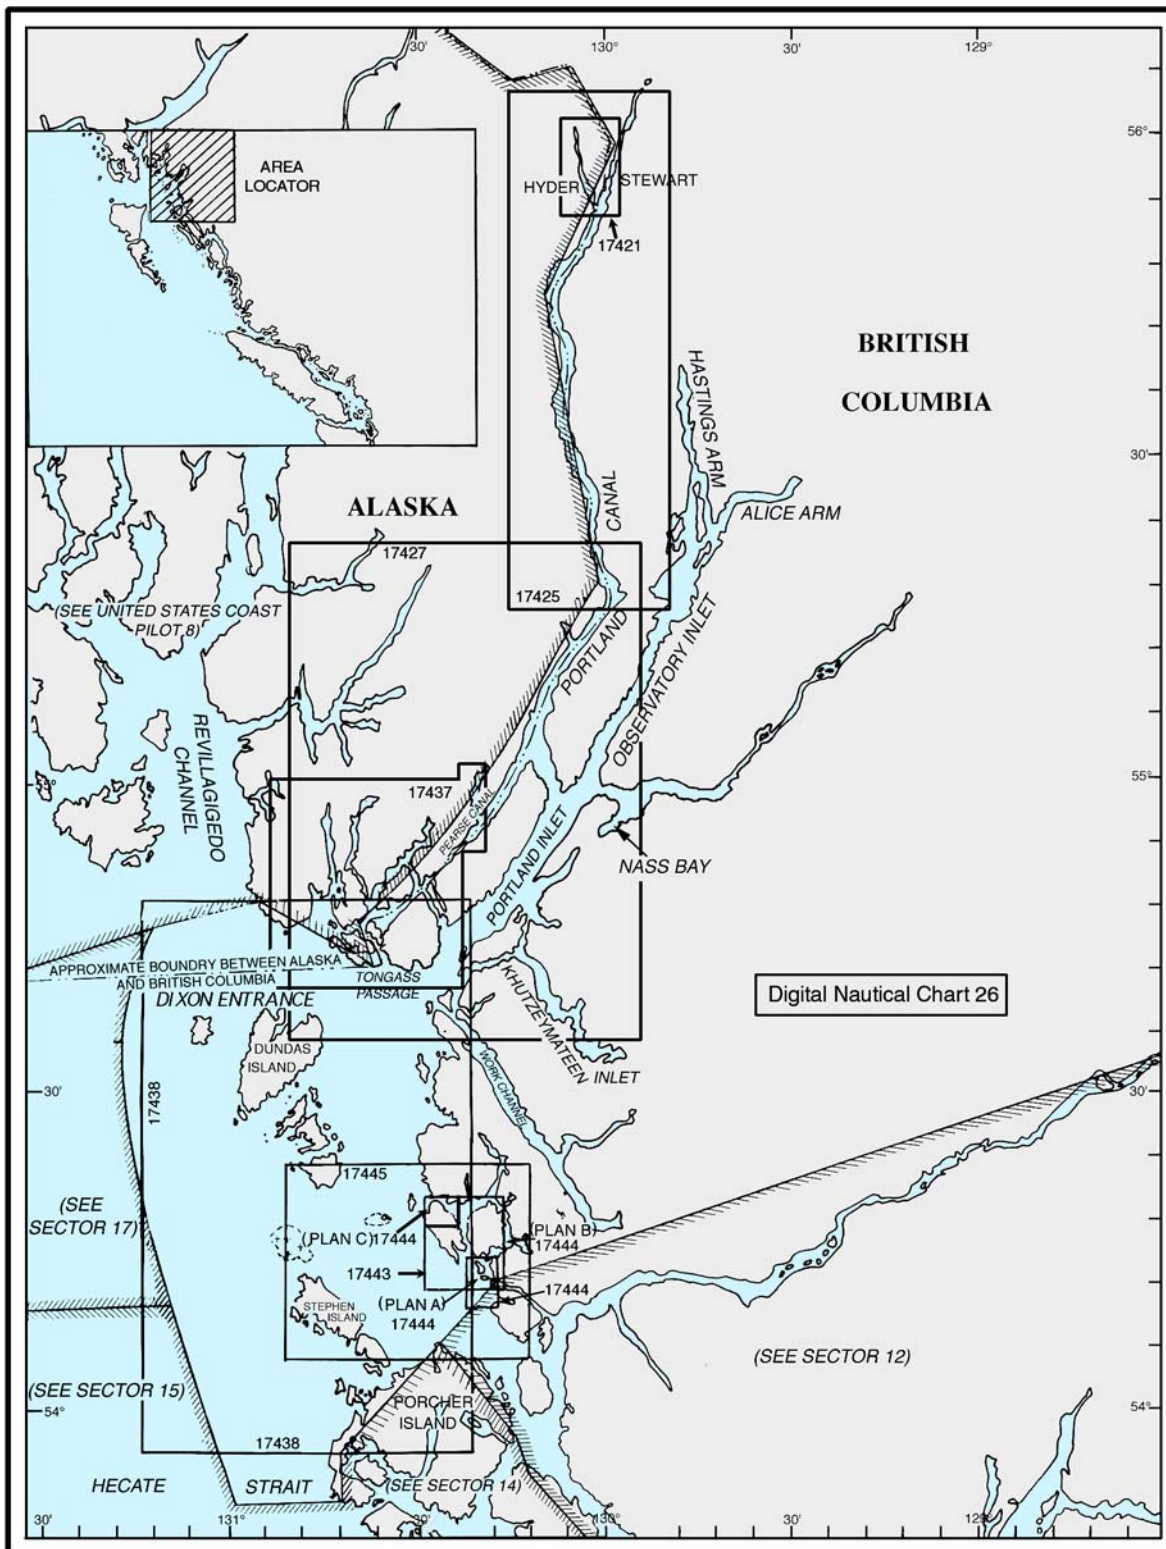 30'
130°
30'
129°
56°
AREA
LOCATOR
HYDER
STEWART
17421
BRITISH
COLUMBIA
HASTINGS ARM
30'
ALASKA
CANAL
ALICE ARM
17427
17425
(SEE UNITED STATES COAST
PILOT 8)
PORTLAND
OBSERVATORY INLET
REVILLAGIGEDO
CHANNEL
55°
55°
17437
PEARSE CANAL
PORTLAND INLET
NASS BAY
APPROXIMATE BOUNDRY BETWEEN ALASKA
AND BRITISH COLUMBIA
TONGASS
PASSAGE
DIXON ENTRANCE
KHUTZEYMATEEN
INLET
Digital Nautical Chart 26
DUNDAS
ISLAND
WORK CHANNEL
30'
30'
17438
17445
(SEE
SECTOR 17)
(PLAN C) 17444
(PLAN B)
17444
17443
17444
(PLAN A)
17444
STEPHEN
ISLAND
(SEE SECTOR 12)
(SEE SECTOR 15)
54°
54°
PORCHER
ISLAND
17438
HECATE
STRAIT
(SEE SECTOR 14)
30'
131°
30'
130°
30'
129°